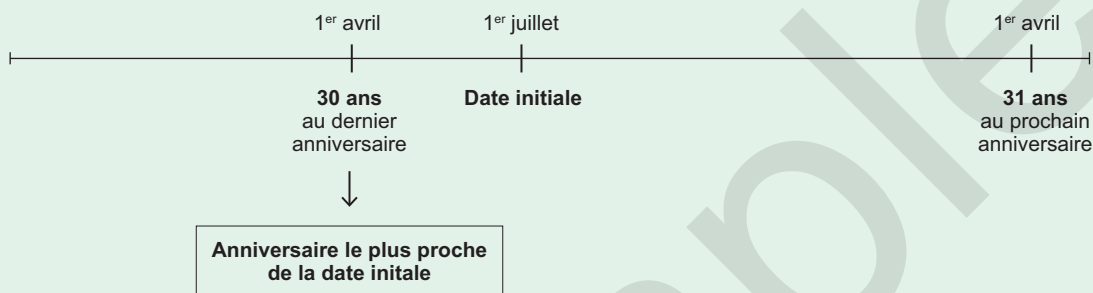 1er avril 1er juillet 1er avril
30 ans Date initiale 31 ans
au dernier au prochain
anniversaire anniversaire
Anniversaire le plus proche
de la date initale